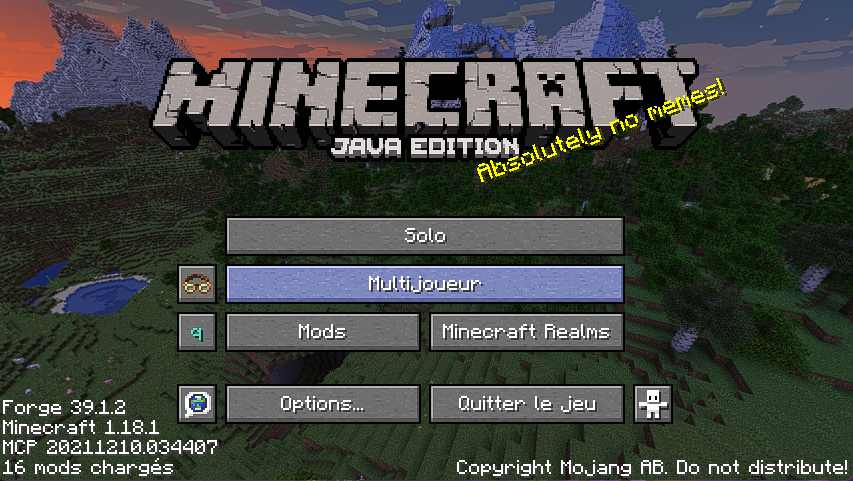 MINECRAFT
JAVA EDITION
Absolutely no memes!
Solo
Multijoueur
q
Mods
Minecraft Realms
Options...
Quitter le jeu
Forge 39.1.2
Minecraft 1.18.1
MCP 20211210.034407
16 mods chargés
Copyright Mojang AB. Do not distribute!